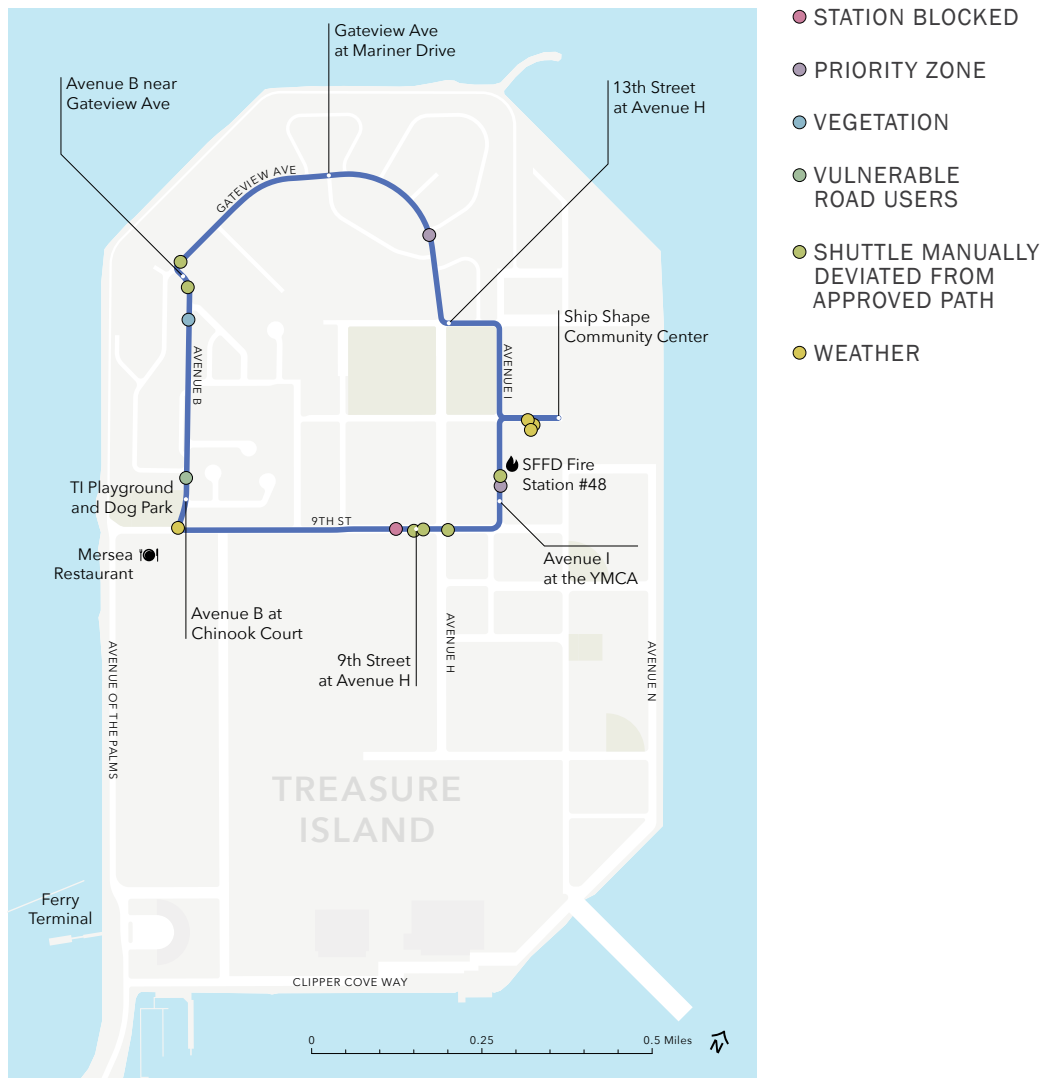 Gateview Ave
at Mariner Drive
Avenue B near
Gateview Ave
13th Street
at Avenue H
GATEVIEW AVE
Ship Shape
Community Center
AVENUE B
AVENUE I
SFFD Fire
Station #48
TI Playground
and Dog Park
9TH ST
Mersea
Restaurant
Avenue I
at the YMCA
Avenue B at
Chinook Court
9th Street
at Avenue H
AVENUE H
AVENUE N
AVENUE OF THE PALMS
TREASURE
ISLAND
Ferry
Terminal
CLIPPER COVE WAY
0 0.25 0.5 Miles
N
STATION BLOCKED
PRIORITY ZONE
VEGETATION
VULNERABLE
ROAD USERS
SHUTTLE MANUALLY
DEVIATED FROM
APPROVED PATH
WEATHER